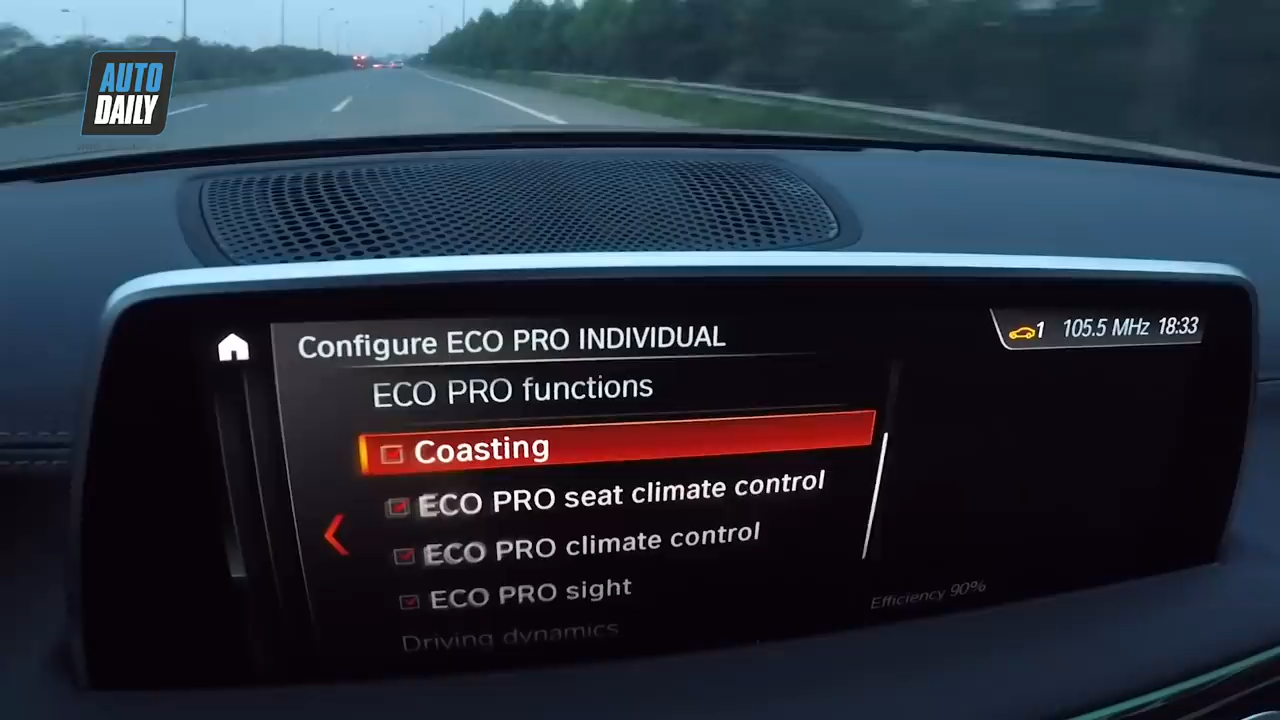 AUTO
DAILY
Configure ECO PRO INDIVIDUAL
1 105.5 MHz 18:33
ECO PRO functions
Coasting
ECO PRO seat climate control
ECO PRO climate control
ECO PRO sight
Driving dynamics
Efficiency 90%